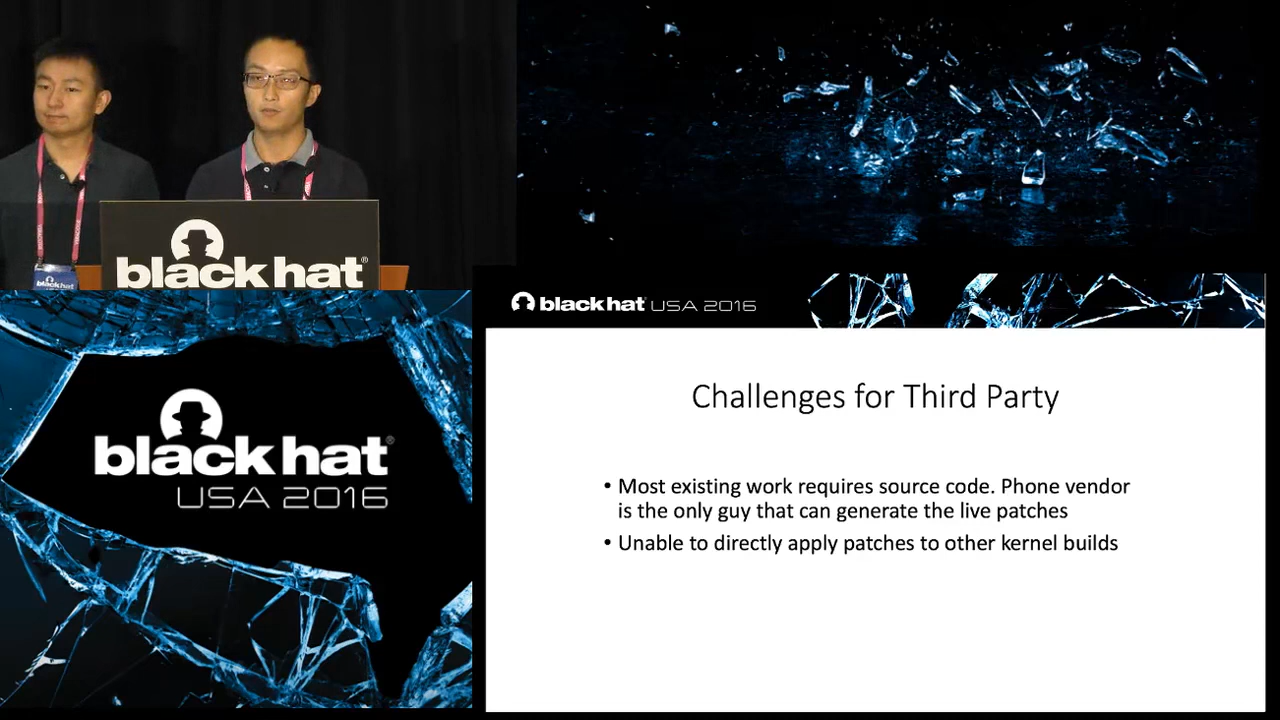 black hat®
black hat USA 2016
black hat®
USA 2016
Challenges for Third Party
• Most existing work requires source code. Phone vendor
is the only guy that can generate the live patches
• Unable to directly apply patches to other kernel builds